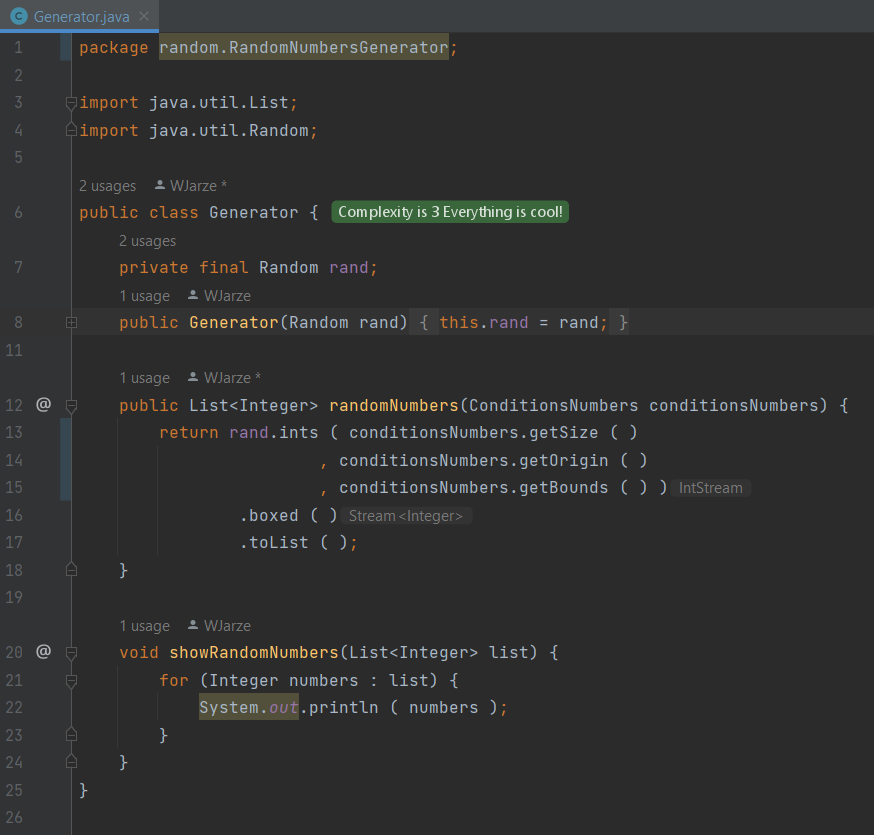 C Generator.java ×
1 package random.RandomNumbersGenerator;
2
3 import java.util.List;
4 import java.util.Random;
5
2 usages WJarze *
6 public class Generator { Complexity is 3 Everything is cool!
2 usages
7 private final Random rand;
1 usage WJarze
8 public Generator(Random rand) { this.rand = rand; }
11
1 usage WJarze *
12 @ public List<Integer> randomNumbers(ConditionsNumbers conditionsNumbers) {
13 return rand.ints ( conditionsNumbers.getSize ( )
14 , conditionsNumbers.getOrigin ( )
15 , conditionsNumbers.getBounds ( ) ) IntStream
16 .boxed ( ) Stream<Integer>
17 .toList ( );
18 }
19
1 usage WJarze
20 @ void showRandomNumbers(List<Integer> list) {
21 for (Integer numbers : list) {
22 System.out.println ( numbers );
23 }
24 }
25 }
26